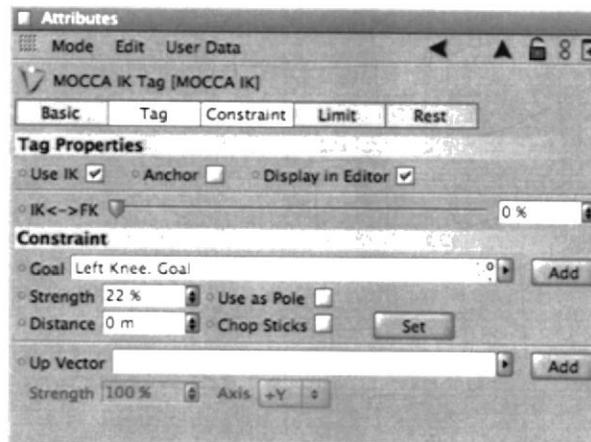 Attributes
Mode Edit User Data
MOCCA IK Tag [MOCCA IK]
Basic Tag Constraint Limit Rest
Tag Properties
Use IK Anchor Display in Editor
IK<->FK 0 %
Constraint
Goal Left Knee. Goal Add
Strength 22 % Use as Pole
Distance 0 m Chop Sticks Set
Up Vector Add
Strength 100 % Axis +Y